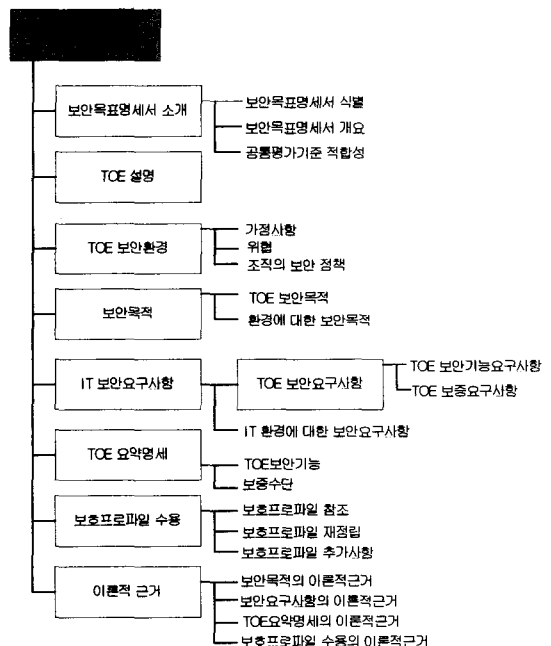 보안목표명세서 소개
보안목표명세서 식별
보안목표명세서 개요
공통평가기준 적합성
TOE 설명
TOE 보안환경
가정사항
위협
조직의 보안 정책
보안목적
TOE 보안목적
환경에 대한 보안목적
IT 보안요구사항
TOE 보안요구사항
TOE 보안기능요구사항
TOE 보증요구사항
IT 환경에 대한 보안요구사항
TOE 요약명세
TOE보안기능
보증수단
보호프로파일 수용
보호프로파일 참조
보호프로파일 재정립
보호프로파일 추가사항
이론적 근거
보안목적의 이론적근거
보안요구사항의 이론적근거
TOE요약명세의 이론적근거
보호프로파일 수용의 이론적근거